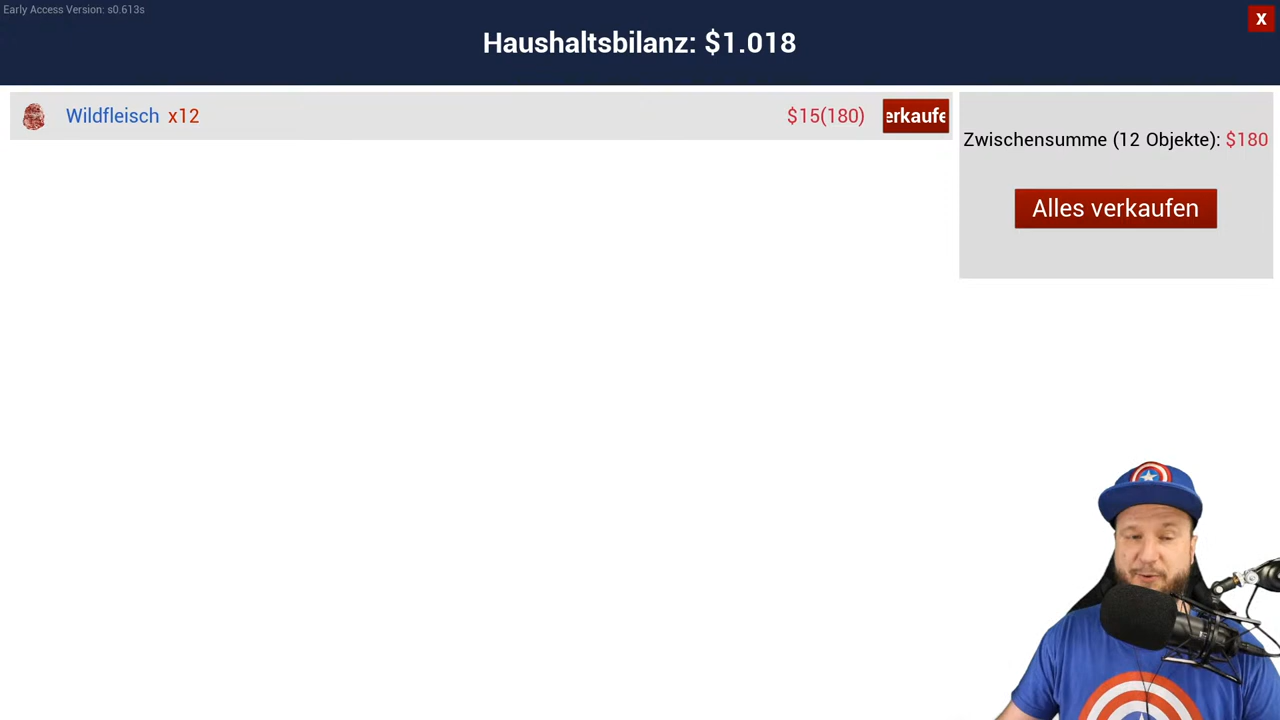 Early Access Version: s0.613s
X
Haushaltsbilanz: $1.018
Wildfleisch x12 $15(180) erkaufe
Zwischensumme (12 Objekte): $180
Alles verkaufen